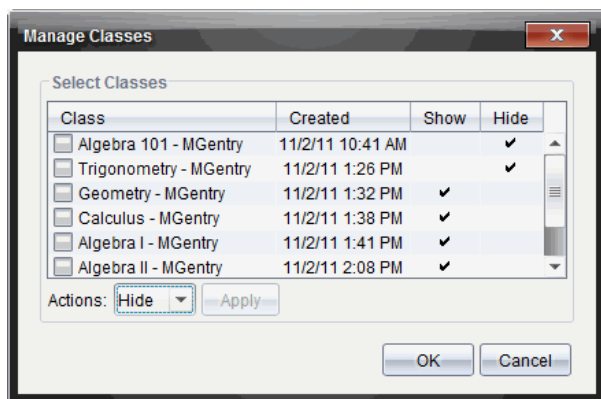 Manage Classes
Select Classes
Class Created Show Hide
Algebra 101 - MGentry 11/2/11 10:41 AM
Trigonometry - MGentry 11/2/11 1:26 PM
Geometry - MGentry 11/2/11 1:32 PM
Calculus - MGentry 11/2/11 1:38 PM
Algebra I - MGentry 11/2/11 1:41 PM
Algebra II - MGentry 11/2/11 2:08 PM
Actions: Hide Apply
OK Cancel